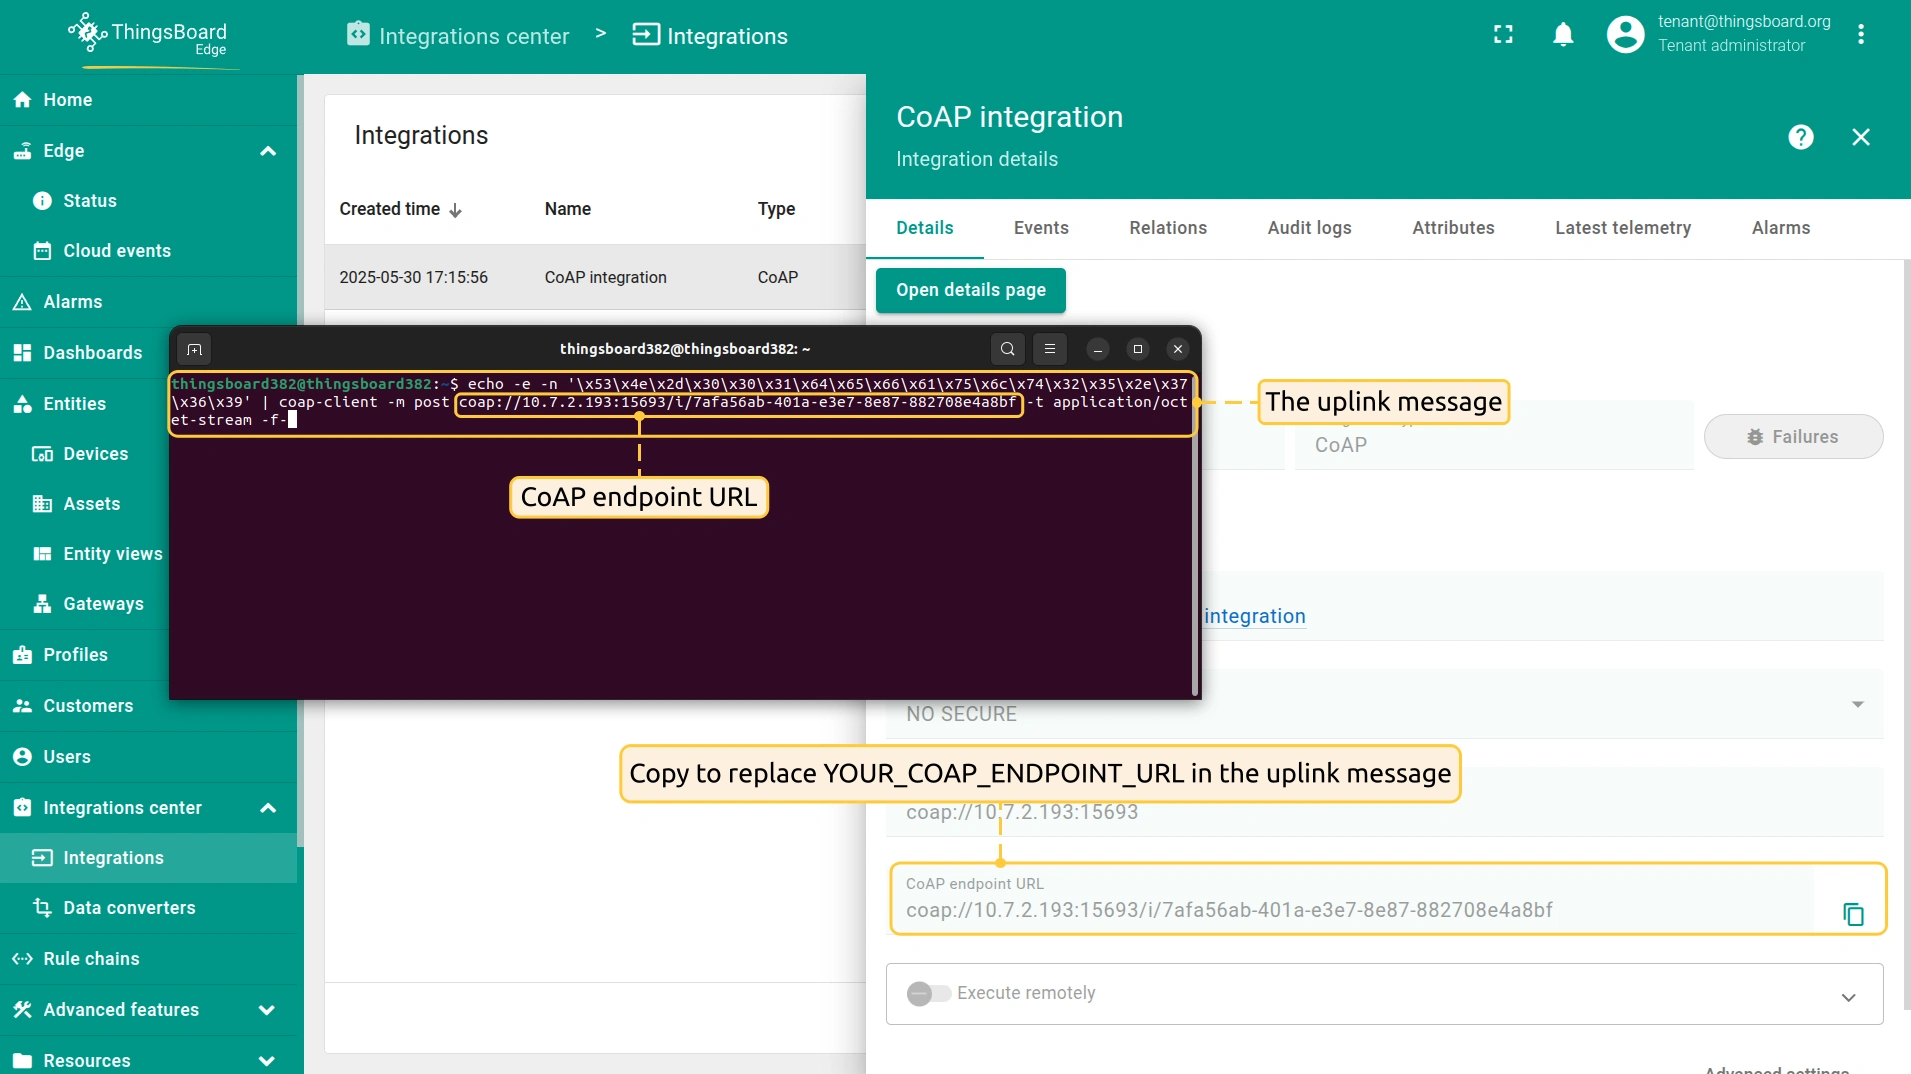 ThingsBoard
Edge
Integrations center > Integrations
tenant@thingsboard.org
Tenant administrator
Home
Edge
Status
Cloud events
Alarms
Dashboards
Entities
Devices
Assets
Entity views
Gateways
Profiles
Customers
Users
Integrations center
Integrations
Data converters
Rule chains
Advanced features
Resources
Integrations
Created time Name Type
2025-05-30 17:15:56 CoAP integration CoAP
CoAP integration
Integration details
Details Events Relations Audit logs Attributes Latest telemetry Alarms
Open details page
thingsboard382@thingsboard382: ~
thingsboard382@thingsboard382:~$ echo -e -n '\x53\x4e\x2d\x30\x30\x31\x64\x65\x66\x61\x75\x6c\x74\x32\x35\x2e\x37
\x36\x39' | coap-client -m post coap://10.7.2.193:15693/i/7afa56ab-401a-e3e7-8e87-882708e4a8bf -t application/oct
et-stream -f-
The uplink message
CoAP endpoint URL
CoAP
Failures
integration
NO SECURE
Copy to replace YOUR_COAP_ENDPOINT_URL in the uplink message
coap://10.7.2.193:15693
CoAP endpoint URL
coap://10.7.2.193:15693/i/7afa56ab-401a-e3e7-8e87-882708e4a8bf
Execute remotely
Advanced settings